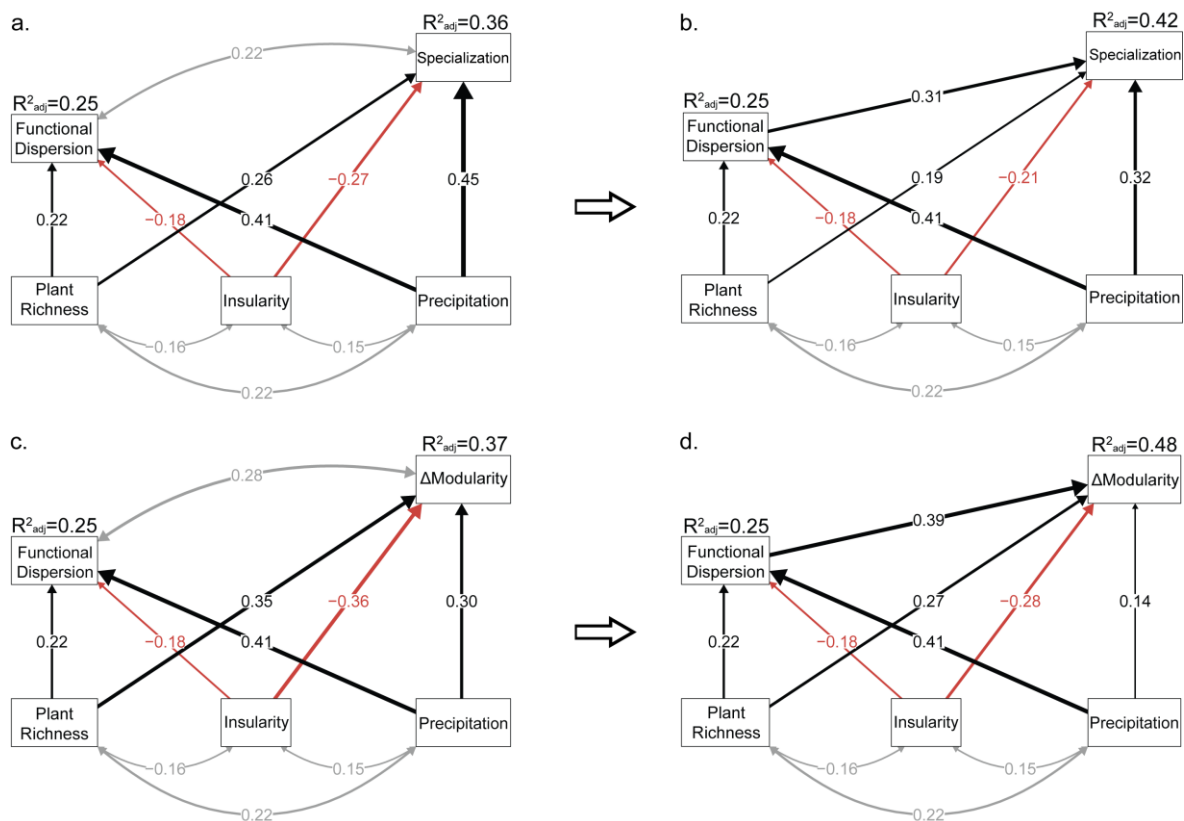 a.
R²adj=0.36
Specialization
0.22
R²adj=0.25
Functional
Dispersion
0.26
−0.27
0.45
0.22
−0.18
0.41
Plant
Richness
Insularity
Precipitation
−0.16
0.15
0.22
b.
R²adj=0.42
Specialization
R²adj=0.25
0.31
Functional
Dispersion
0.19
−0.21
0.32
0.22
−0.18
0.41
Plant
Richness
Insularity
Precipitation
−0.16
0.15
0.22
c.
R²adj=0.37
ΔModularity
0.28
R²adj=0.25
Functional
Dispersion
0.35
−0.36
0.30
0.22
−0.18
0.41
Plant
Richness
Insularity
Precipitation
−0.16
0.15
0.22
d.
R²adj=0.48
ΔModularity
R²adj=0.25
0.39
Functional
Dispersion
0.27
−0.28
0.14
0.22
−0.18
0.41
Plant
Richness
Insularity
Precipitation
−0.16
0.15
0.22